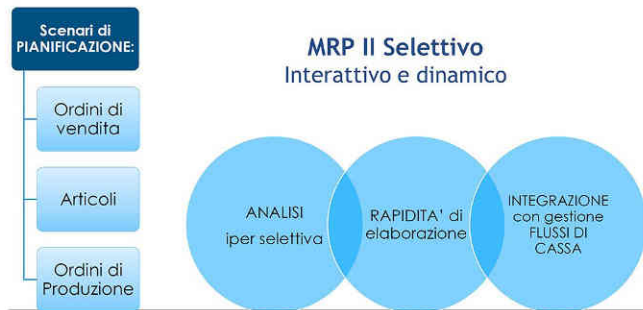 Scenari di
PIANIFICAZIONE:
Ordini di
vendita
Articoli
Ordini di
Produzione
MRP II Selettivo
Interattivo e dinamico
ANALISI
iper selettiva
RAPIDITA' di
elaborazione
INTEGRAZIONE
con gestione
FLUSSI DI
CASSA